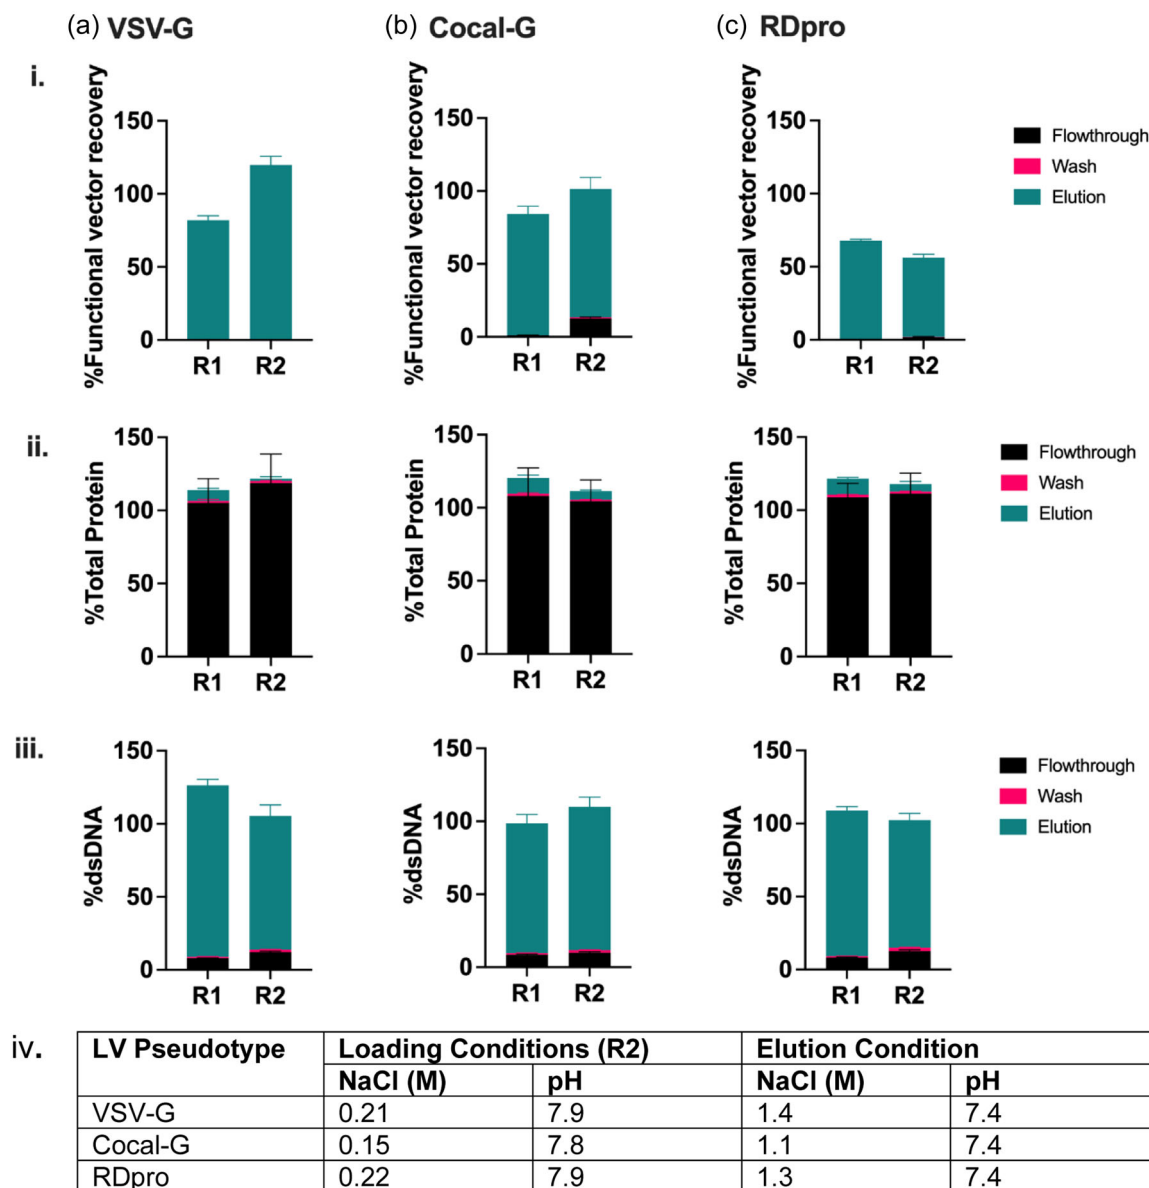 (a) VSV-G (b) Cocal-G (c) RDpro
i.
%Functional vector recovery
150
100
50
0
R1 R2
%Functional vector recovery
150
100
50
0
R1 R2
%Functional vector recovery
150
100
50
0
R1 R2
Flowthrough
Wash
Elution
ii.
%Total Protein
150
100
50
0
R1 R2
%Total Protein
150
100
50
0
R1 R2
%Total Protein
150
100
50
0
R1 R2
Flowthrough
Wash
Elution
iii.
%dsDNA
150
100
50
0
R1 R2
%dsDNA
150
100
50
0
R1 R2
%dsDNA
150
100
50
0
R1 R2
Flowthrough
Wash
Elution
iv.
LV Pseudotype Loading Conditions (R2) Elution Condition
NaCl (M) pH NaCl (M) pH
VSV-G 0.21 7.9 1.4 7.4
Cocal-G 0.15 7.8 1.1 7.4
RDpro 0.22 7.9 1.3 7.4